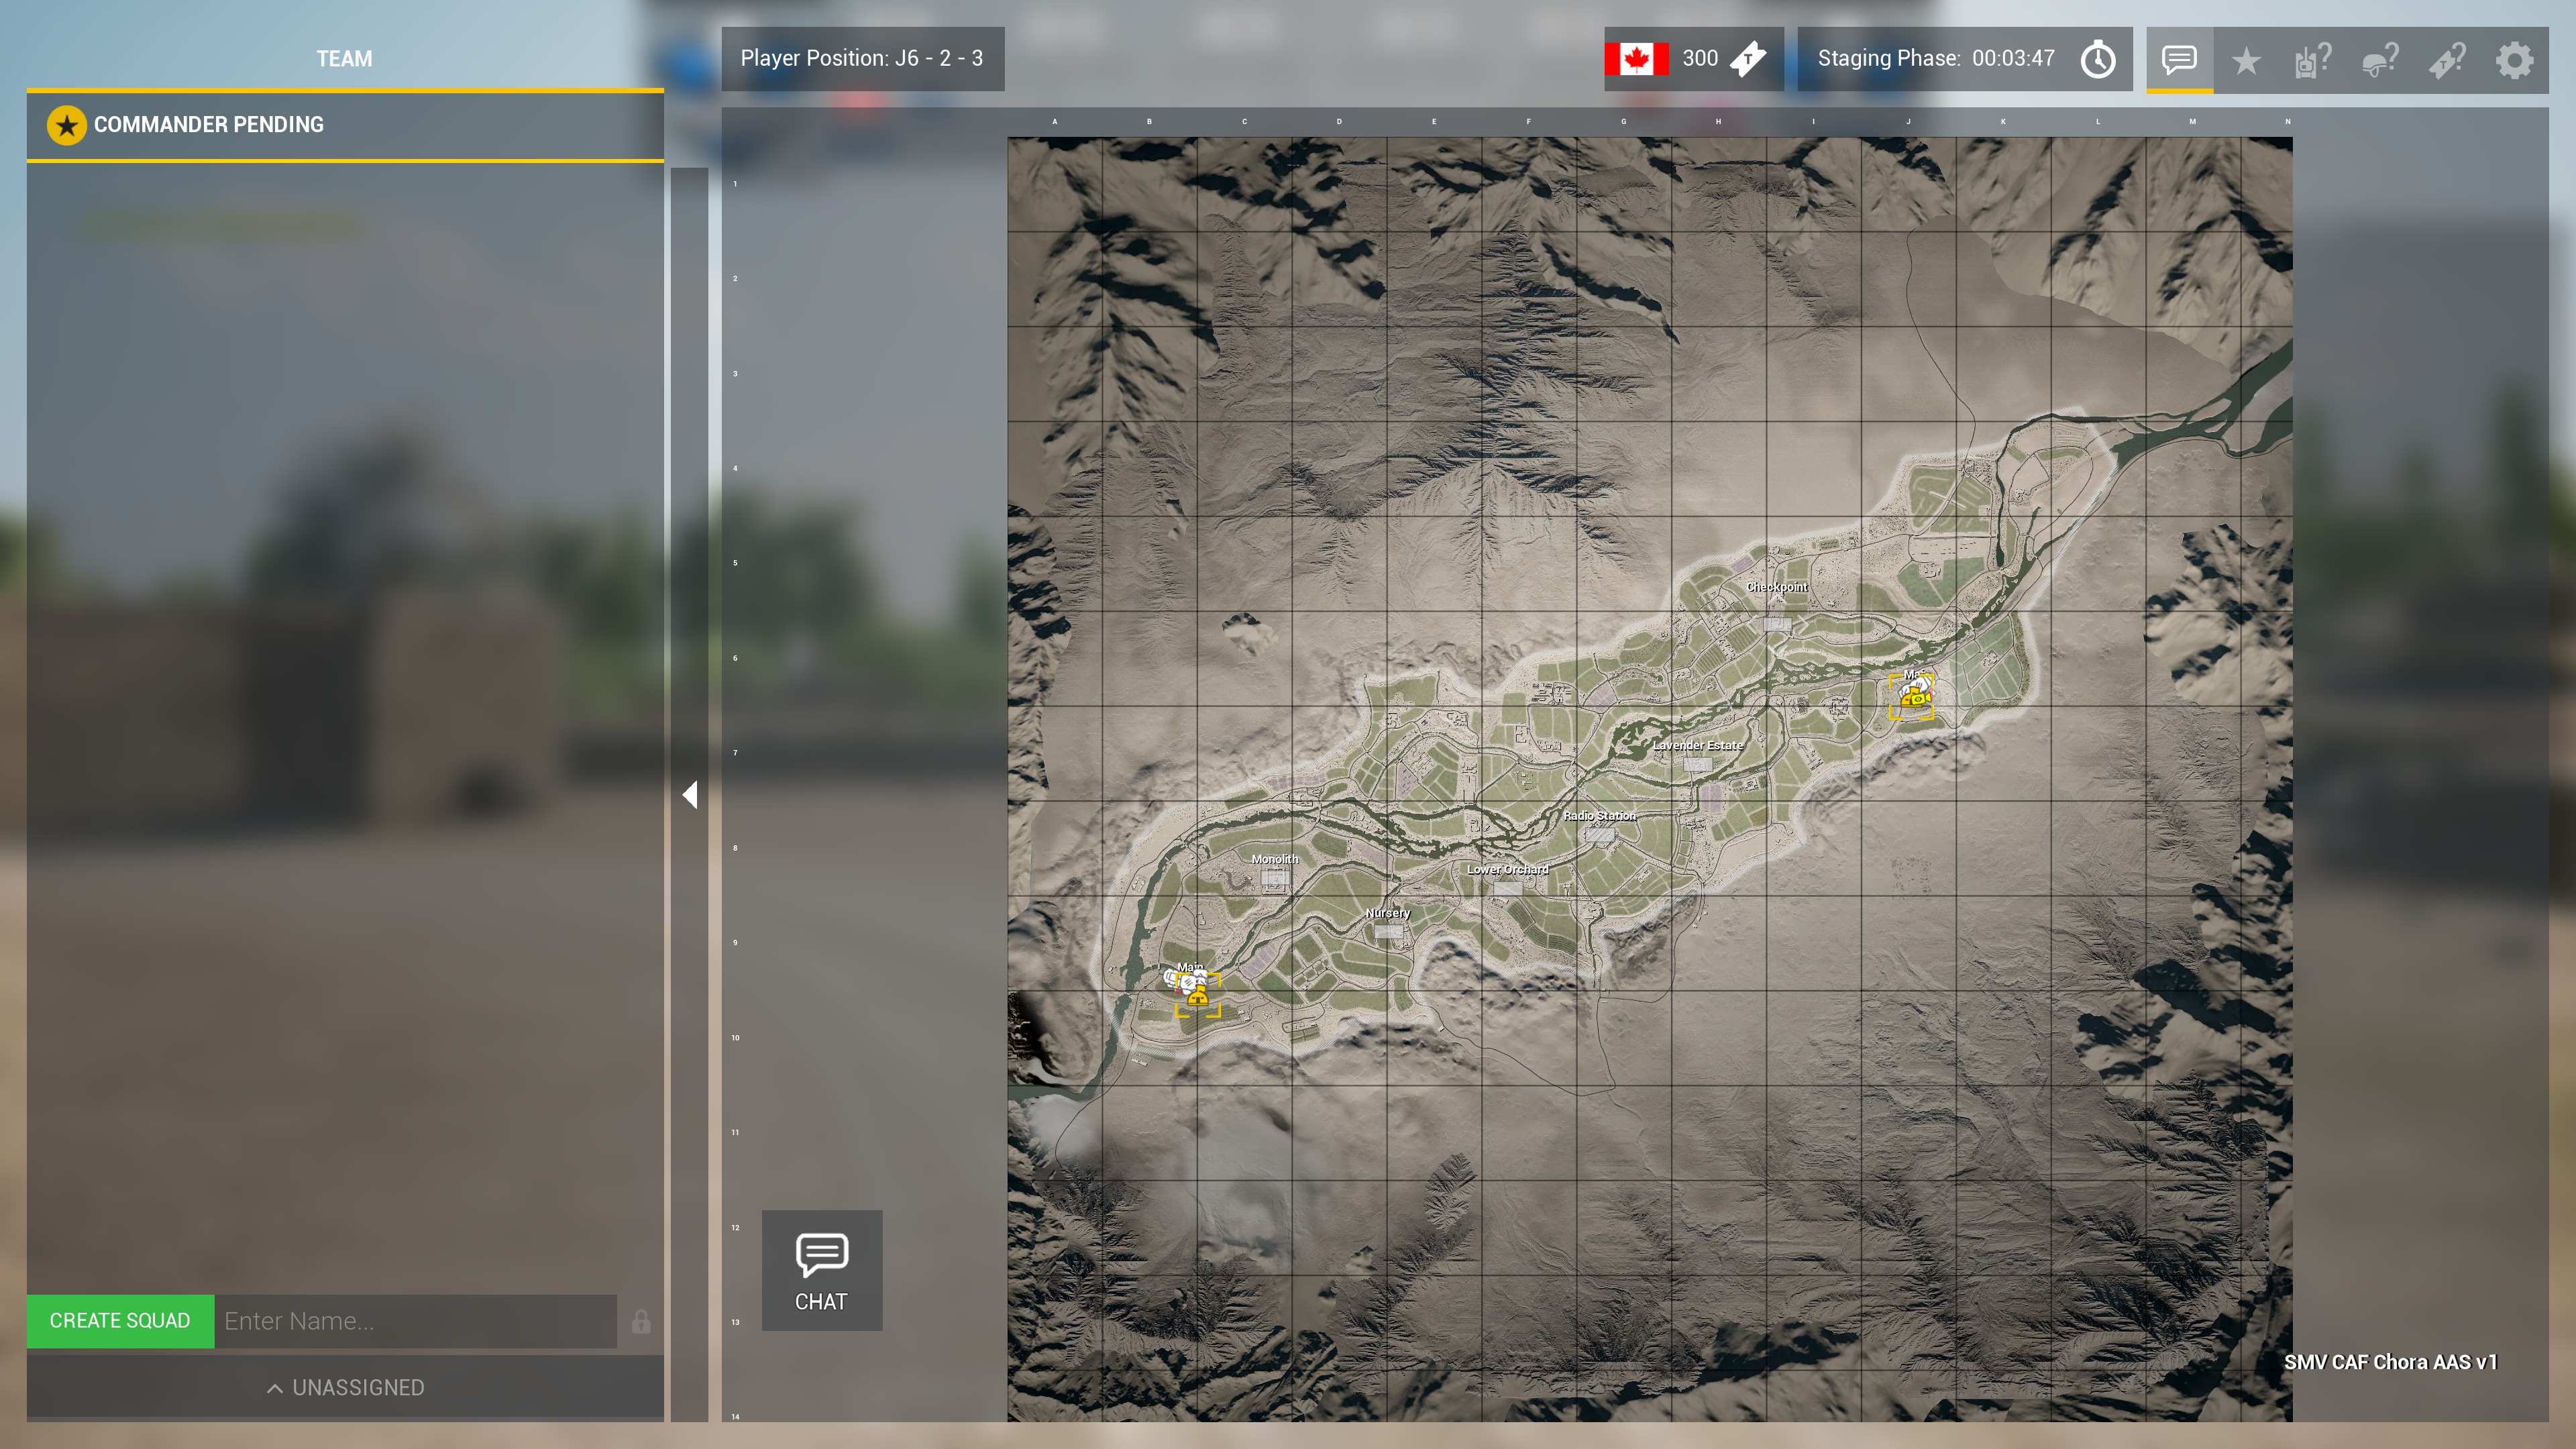 TEAM
Player Position: J6 - 2 - 3
300
T
Staging Phase: 00:03:47
COMMANDER PENDING
A B C D E F G H I J K L M N
1
2
3
4
5
Checkpoint
6
Main
7
Lavender Estate
Radio Station
8
Monolith
Lower Orchard
Nursery
9
Main
10
11
12
CHAT
13
CREATE SQUAD
Enter Name...
SMV CAF Chora AAS v1
UNASSIGNED
14